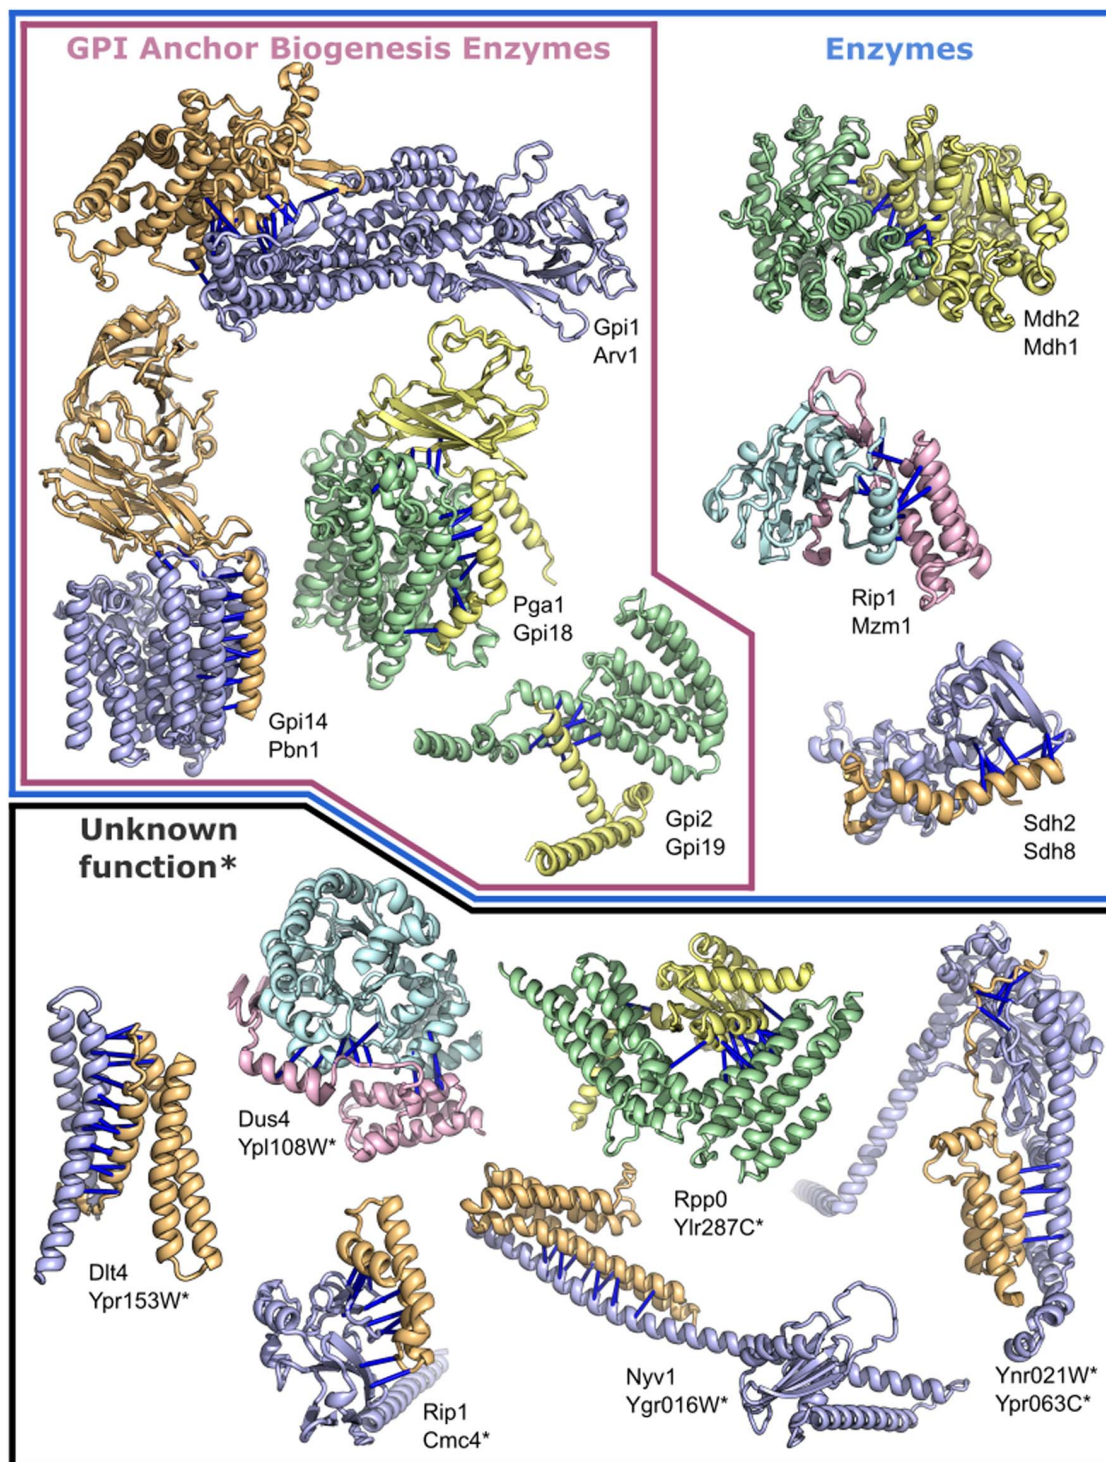 GPI Anchor Biogenesis Enzymes
Enzymes
Gpi1
Arv1
Mdh2
Mdh1
Rip1
Mzm1
Pga1
Gpi18
Gpi14
Pbn1
Gpi2
Gpi19
Sdh2
Sdh8
Unknown
function*
Dus4
Ypl108W*
Rpp0
Ylr287C*
Dlt4
Ypr153W*
Rip1
Cmc4*
Nyv1
Ygr016W*
Ynr021W*
Ypr063C*